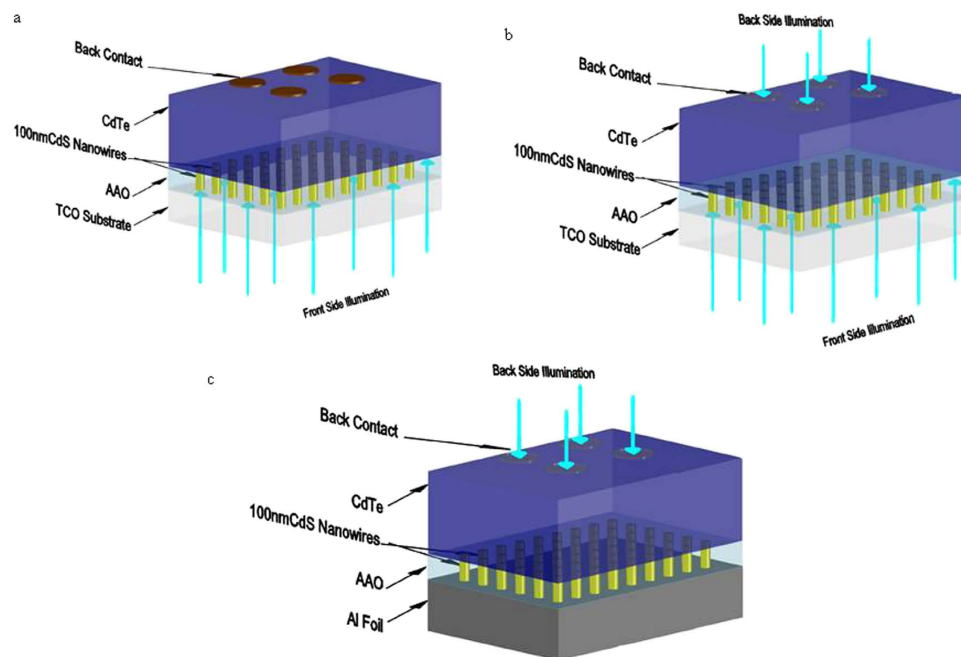 a
Back Contact
CdTe
100nmCdS Nanowires
AAO
TCO Substrate
Front Side Illumination
b
Back Side Illumination
Back Contact
CdTe
100nmCdS Nanowires
AAO
TCO Substrate
Front Side Illumination
c
Back Side Illumination
Back Contact
CdTe
100nmCdS Nanowires
AAO
Al Foil